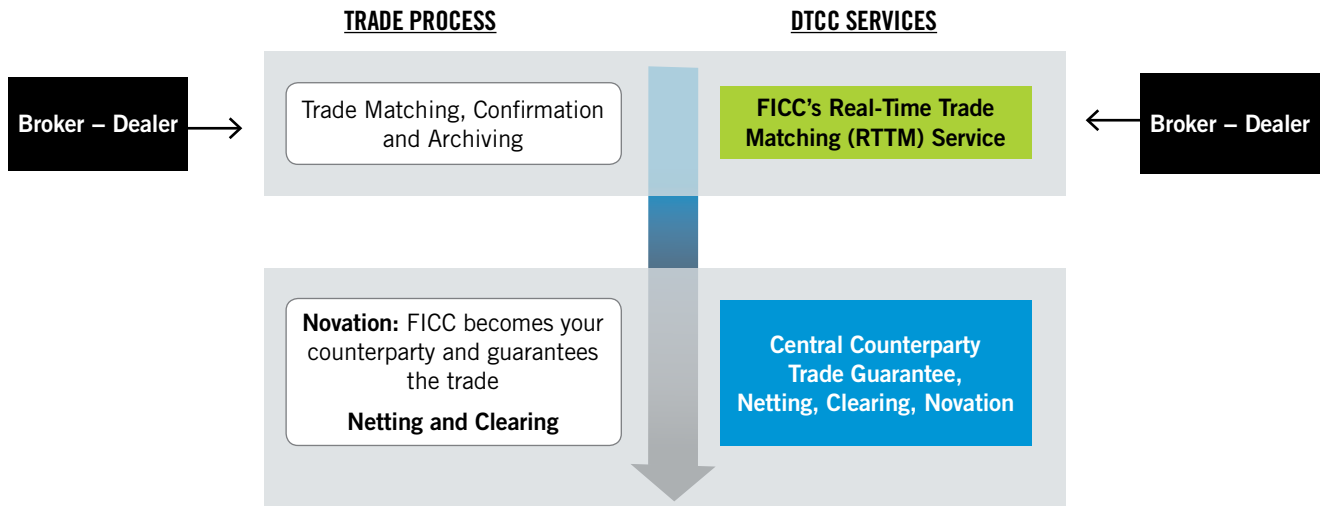 TRADE PROCESS
DTCC SERVICES
Broker – Dealer
Trade Matching, Confirmation
and Archiving
FICC’s Real-Time Trade
Matching (RTTM) Service
Broker – Dealer
Novation: FICC becomes your
counterparty and guarantees
the trade
Netting and Clearing
Central Counterparty
Trade Guarantee,
Netting, Clearing, Novation